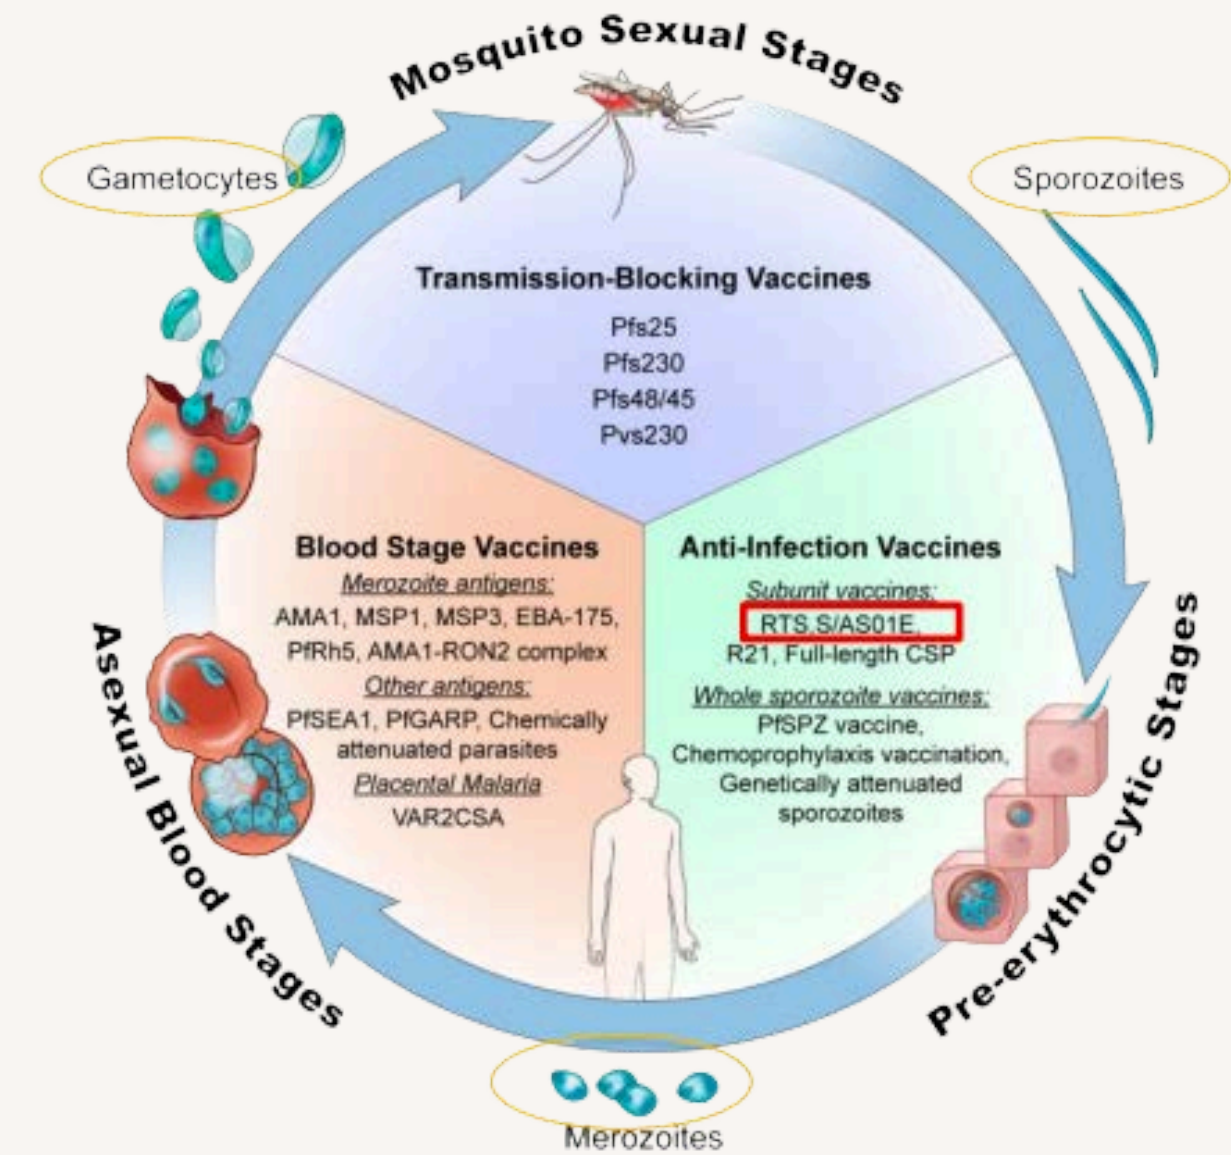 Mosquito Sexual Stages
Gametocytes
Sporozoites
Transmission-Blocking Vaccines
Pfs25
Pfs230
Pfs48/45
Pvs230
Blood Stage Vaccines
Merozoite antigens:
AMA1, MSP1, MSP3, EBA-175,
PfRh5, AMA1-RON2 complex
Other antigens:
PfSEA1, PfGARP, Chemically
attenuated parasites
Placental Malaria
VAR2CSA
Anti-Infection Vaccines
Subunit vaccines:
RTS,S/AS01E,
R21, Full-length CSP
Whole sporozoite vaccines:
PfSPZ vaccine,
Chemoprophylaxis vaccination,
Genetically attenuated
sporozoites
Asexual Blood Stages
Pre-erythrocytic Stages
Merozoites